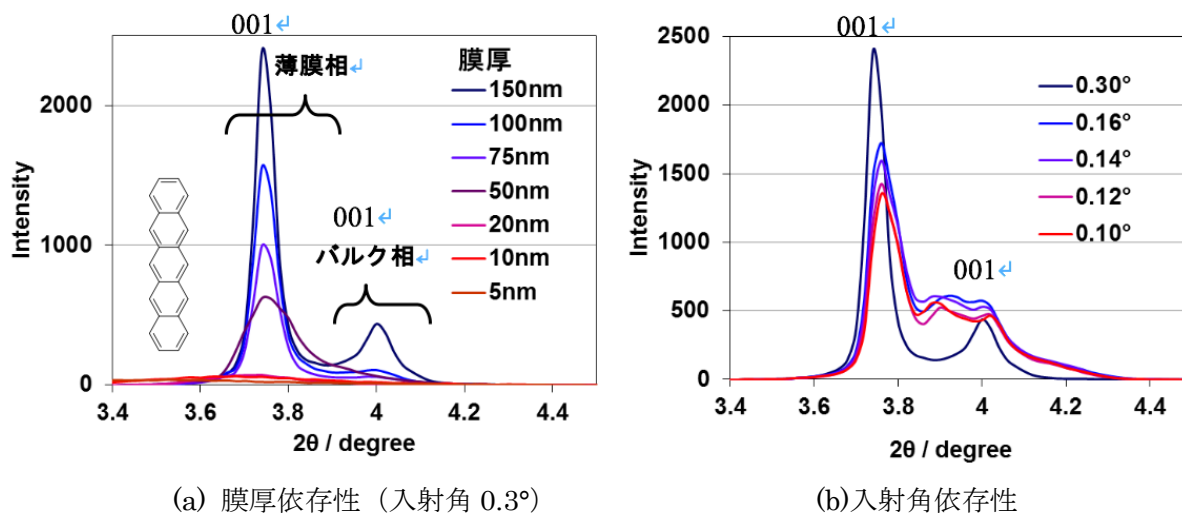 001↵
薄膜相↵
膜厚
150nm
100nm
75nm
50nm
20nm
10nm
5nm
001↵
バルク相↵
Intensity
2000
1000
0
3.4 3.6 3.8 4 4.2 4.4
2θ / degree
(a) 膜厚依存性（入射角 0.3°）
001↵
0.30°
0.16°
0.14°
0.12°
0.10°
001↵
Intensity
2500
2000
1500
1000
500
0
3.4 3.6 3.8 4 4.2 4.4
2θ / degree
(b)入射角依存性